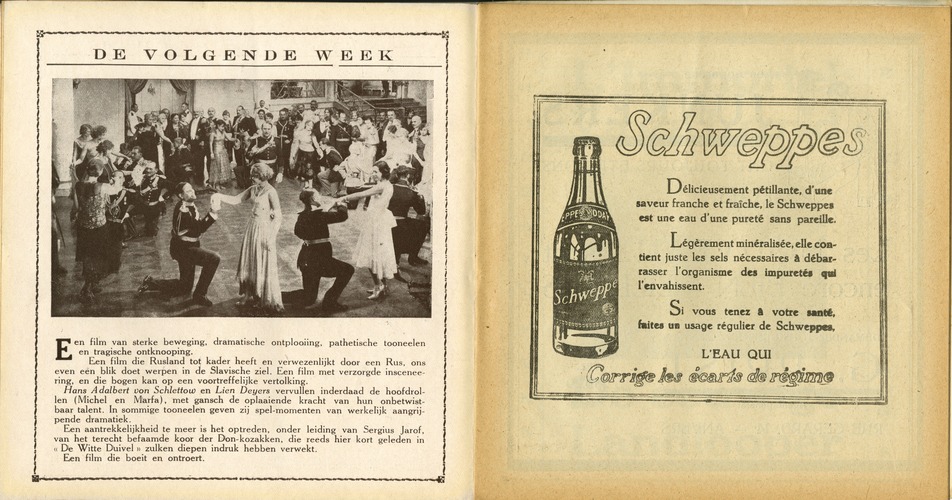 DE VOLGENDE WEEK
Een film van sterke beweging, dramatische ontplooiing, pathetische tooneelen
en tragische ontknooping.
Een film die Rusland tot kader heeft en verwezenlijkt door een Rus, ons
even eén blik doet werpen in de Slavische ziel. Een film met verzorgde inscenee-
ring, en die bogen kan op een voortreffelijke vertolking.
Hans Adalbert von Schlettow en Lien Deyers vervullen inderdaad de hoofdrol-
len (Michel en Marfa), met gansch de oplaaiende kracht van hun onbetwist-
baar talent. In sommige tooneelen geven zij spel-momenten van werkelijk aangrij-
pende dramatiek.
Een aantrekkelijkheid te meer is het optreden, onder leiding van Sergius Jarof,
van het terecht befaamde koor der Don-kozakken, die reeds hier kort geleden in
« De Witte Duivel » zulken diepen indruk hebben verwekt.
Een film die boeit en ontroert.
Schweppes
Délicieusement pétillante, d'une
saveur franche et fraîche, le Schweppes
est une eau d'une pureté sans pareille.
Légèrement minéralisée, elle con-
tient juste les sels nécessaires à débar-
rasser l'organisme des impuretés qui
l'envahissent.
Si vous tenez à votre santé,
faites un usage régulier de Schweppes,
L'EAU QUI
Corrige les écarts de régime
Schweppe